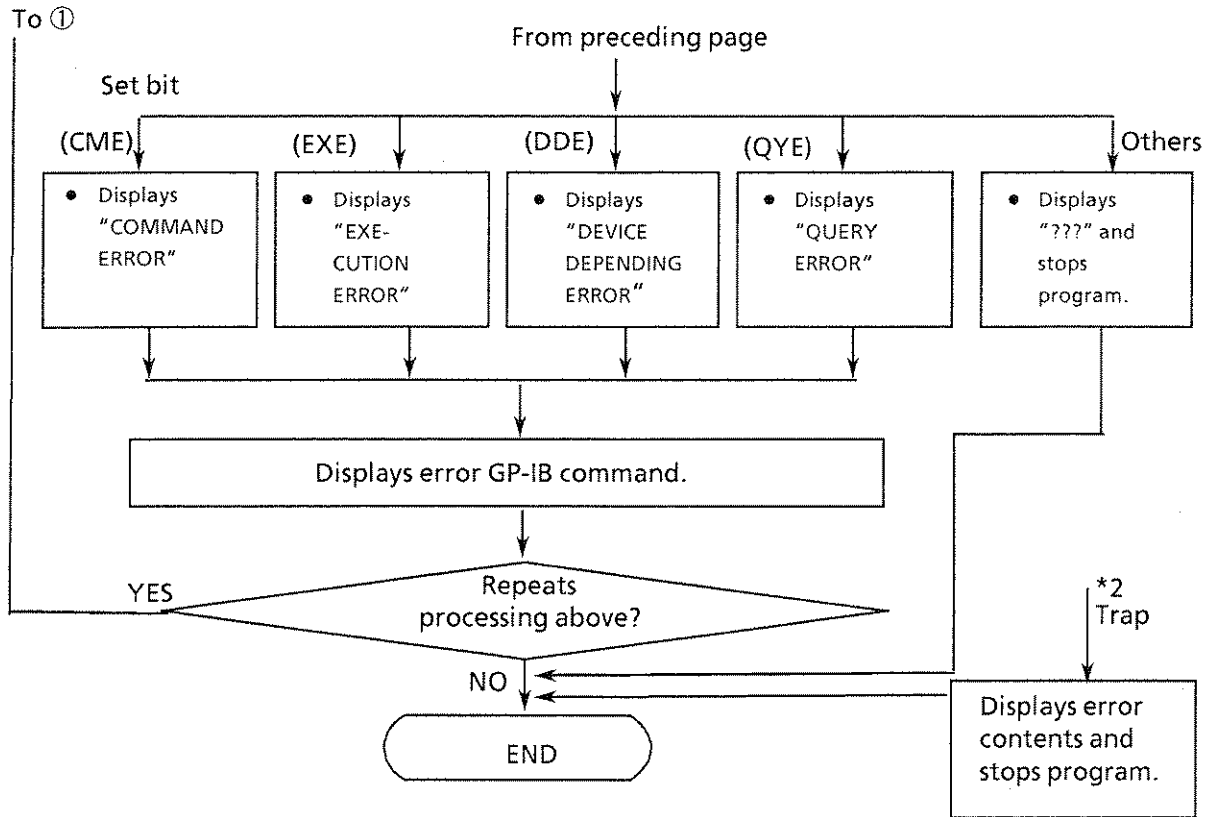 To ①
From preceding page
Set bit
(CME)
(EXE)
(DDE)
(QYE)
Others
● Displays
"COMMAND
ERROR"
● Displays
"EXE-
CUTION
ERROR"
● Displays
"DEVICE
DEPENDING
ERROR"
● Displays
"QUERY
ERROR"
● Displays
"???" and
stops
program.
Displays error GP-IB command.
YES
Repeats
processing above?
*2
Trap
NO
END
Displays error
contents and
stops program.